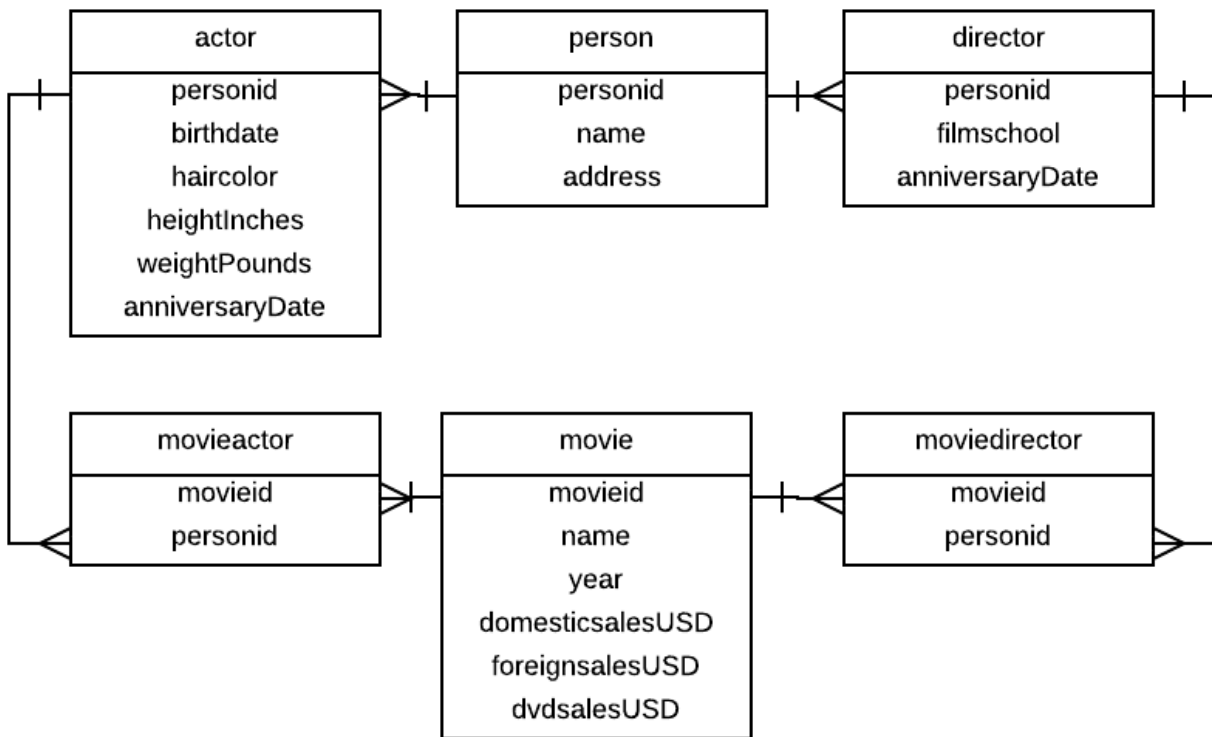 actor
personid
birthdate
haircolor
heightInches
weightPounds
anniversaryDate
person
personid
name
address
director
personid
filmschool
anniversaryDate
movieactor
movieid
personid
movie
movieid
name
year
domesticsalesUSD
foreignsalesUSD
dvdsalesUSD
moviedirector
movieid
personid